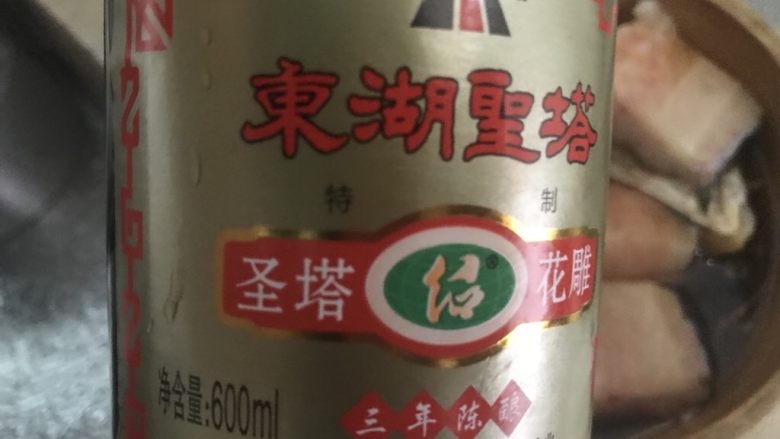 東湖聖塔
特制
圣塔 绍® 花雕
净含量:600ml
三年陈酿